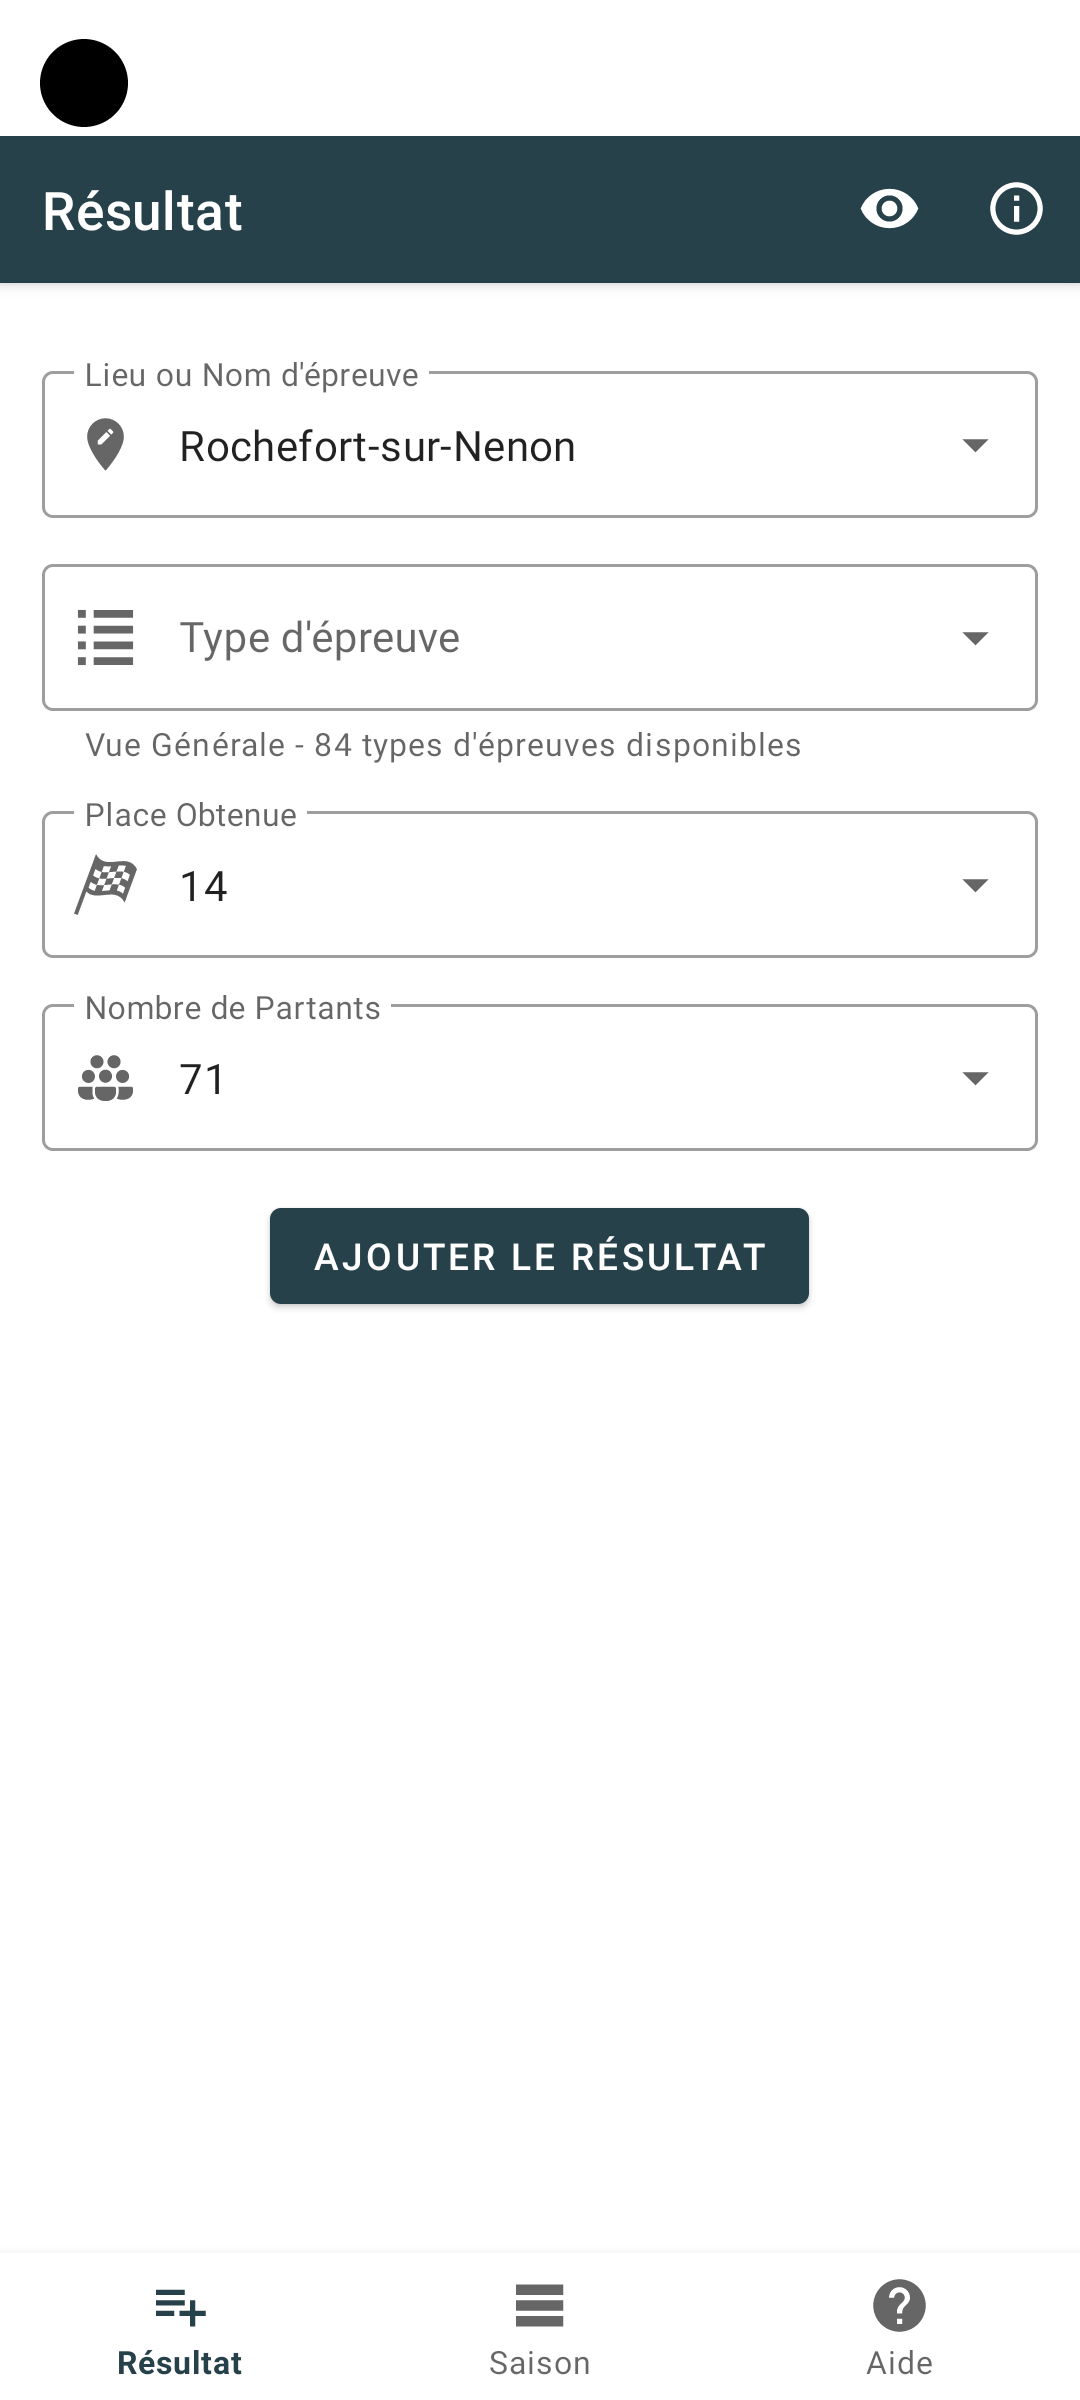 Résultat
Lieu ou Nom d'épreuve
Rochefort-sur-Nenon
Type d'épreuve
Vue Générale - 84 types d'épreuves disponibles
Place Obtenue
14
Nombre de Partants
71
AJOUTER LE RÉSULTAT
Résultat
Saison
Aide